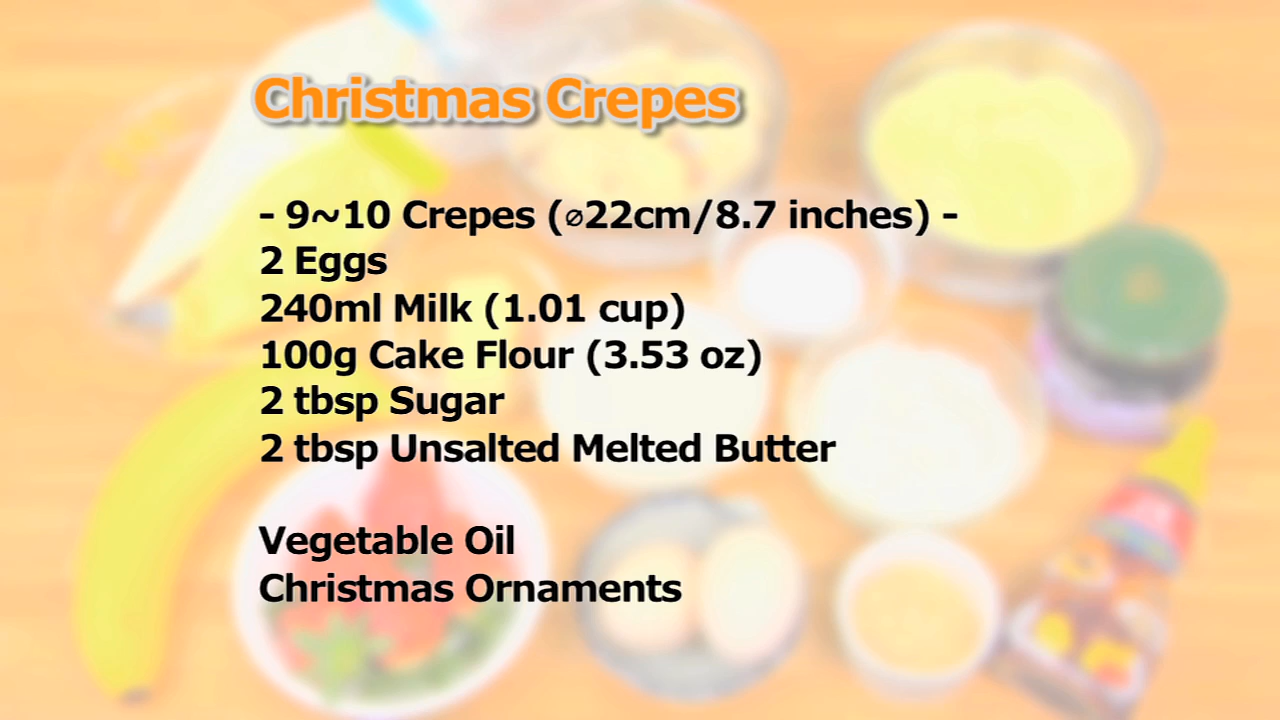 Christmas Crepes
- 9~10 Crepes (⌀22cm/8.7 inches) -
2 Eggs
240ml Milk (1.01 cup)
100g Cake Flour (3.53 oz)
2 tbsp Sugar
2 tbsp Unsalted Melted Butter
Vegetable Oil
Christmas Ornaments